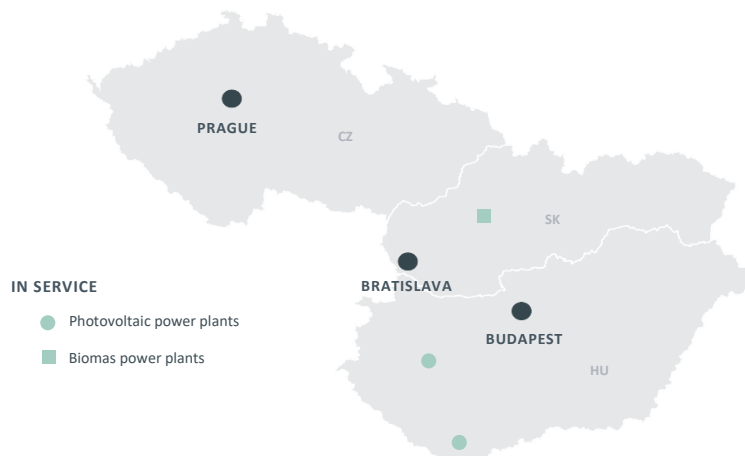 PRAGUE
CZ
SK
BRATISLAVA
IN SERVICE
Photovoltaic power plants
BUDAPEST
Biomas power plants
HU